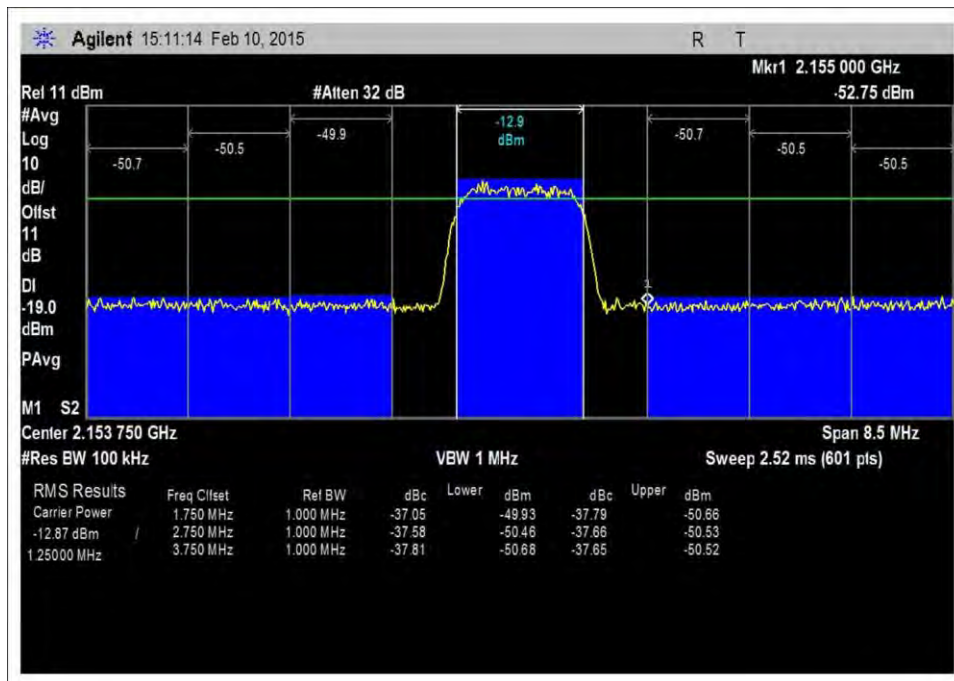 Agilent 15:11:14 Feb 10, 2015 R T
Mkr1 2.155 000 GHz
Rel 11 dBm #Atten 32 dB -52.75 dBm
#Avg
Log
10
dB/
Offst
11
dB
DI
-19.0
dBm
PAvg
M1 S2
-50.7 -50.5 -49.9 -12.9 -50.7 -50.5 -50.5
dBm
1
Center 2.153 750 GHz Span 8.5 MHz
#Res BW 100 kHz VBW 1 MHz Sweep 2.52 ms (601 pts)
RMS Results Freq Clfset Ref BW dBc Lower dBm dBc Upper dBm
Carrier Power 1.750 MHz 1.000 MHz -37.05 -49.93 -37.79 -50.66
-12.87 dBm / 2.750 MHz 1.000 MHz -37.58 -50.46 -37.66 -50.53
1.25000 MHz 3.750 MHz 1.000 MHz -37.81 -50.68 -37.65 -50.52